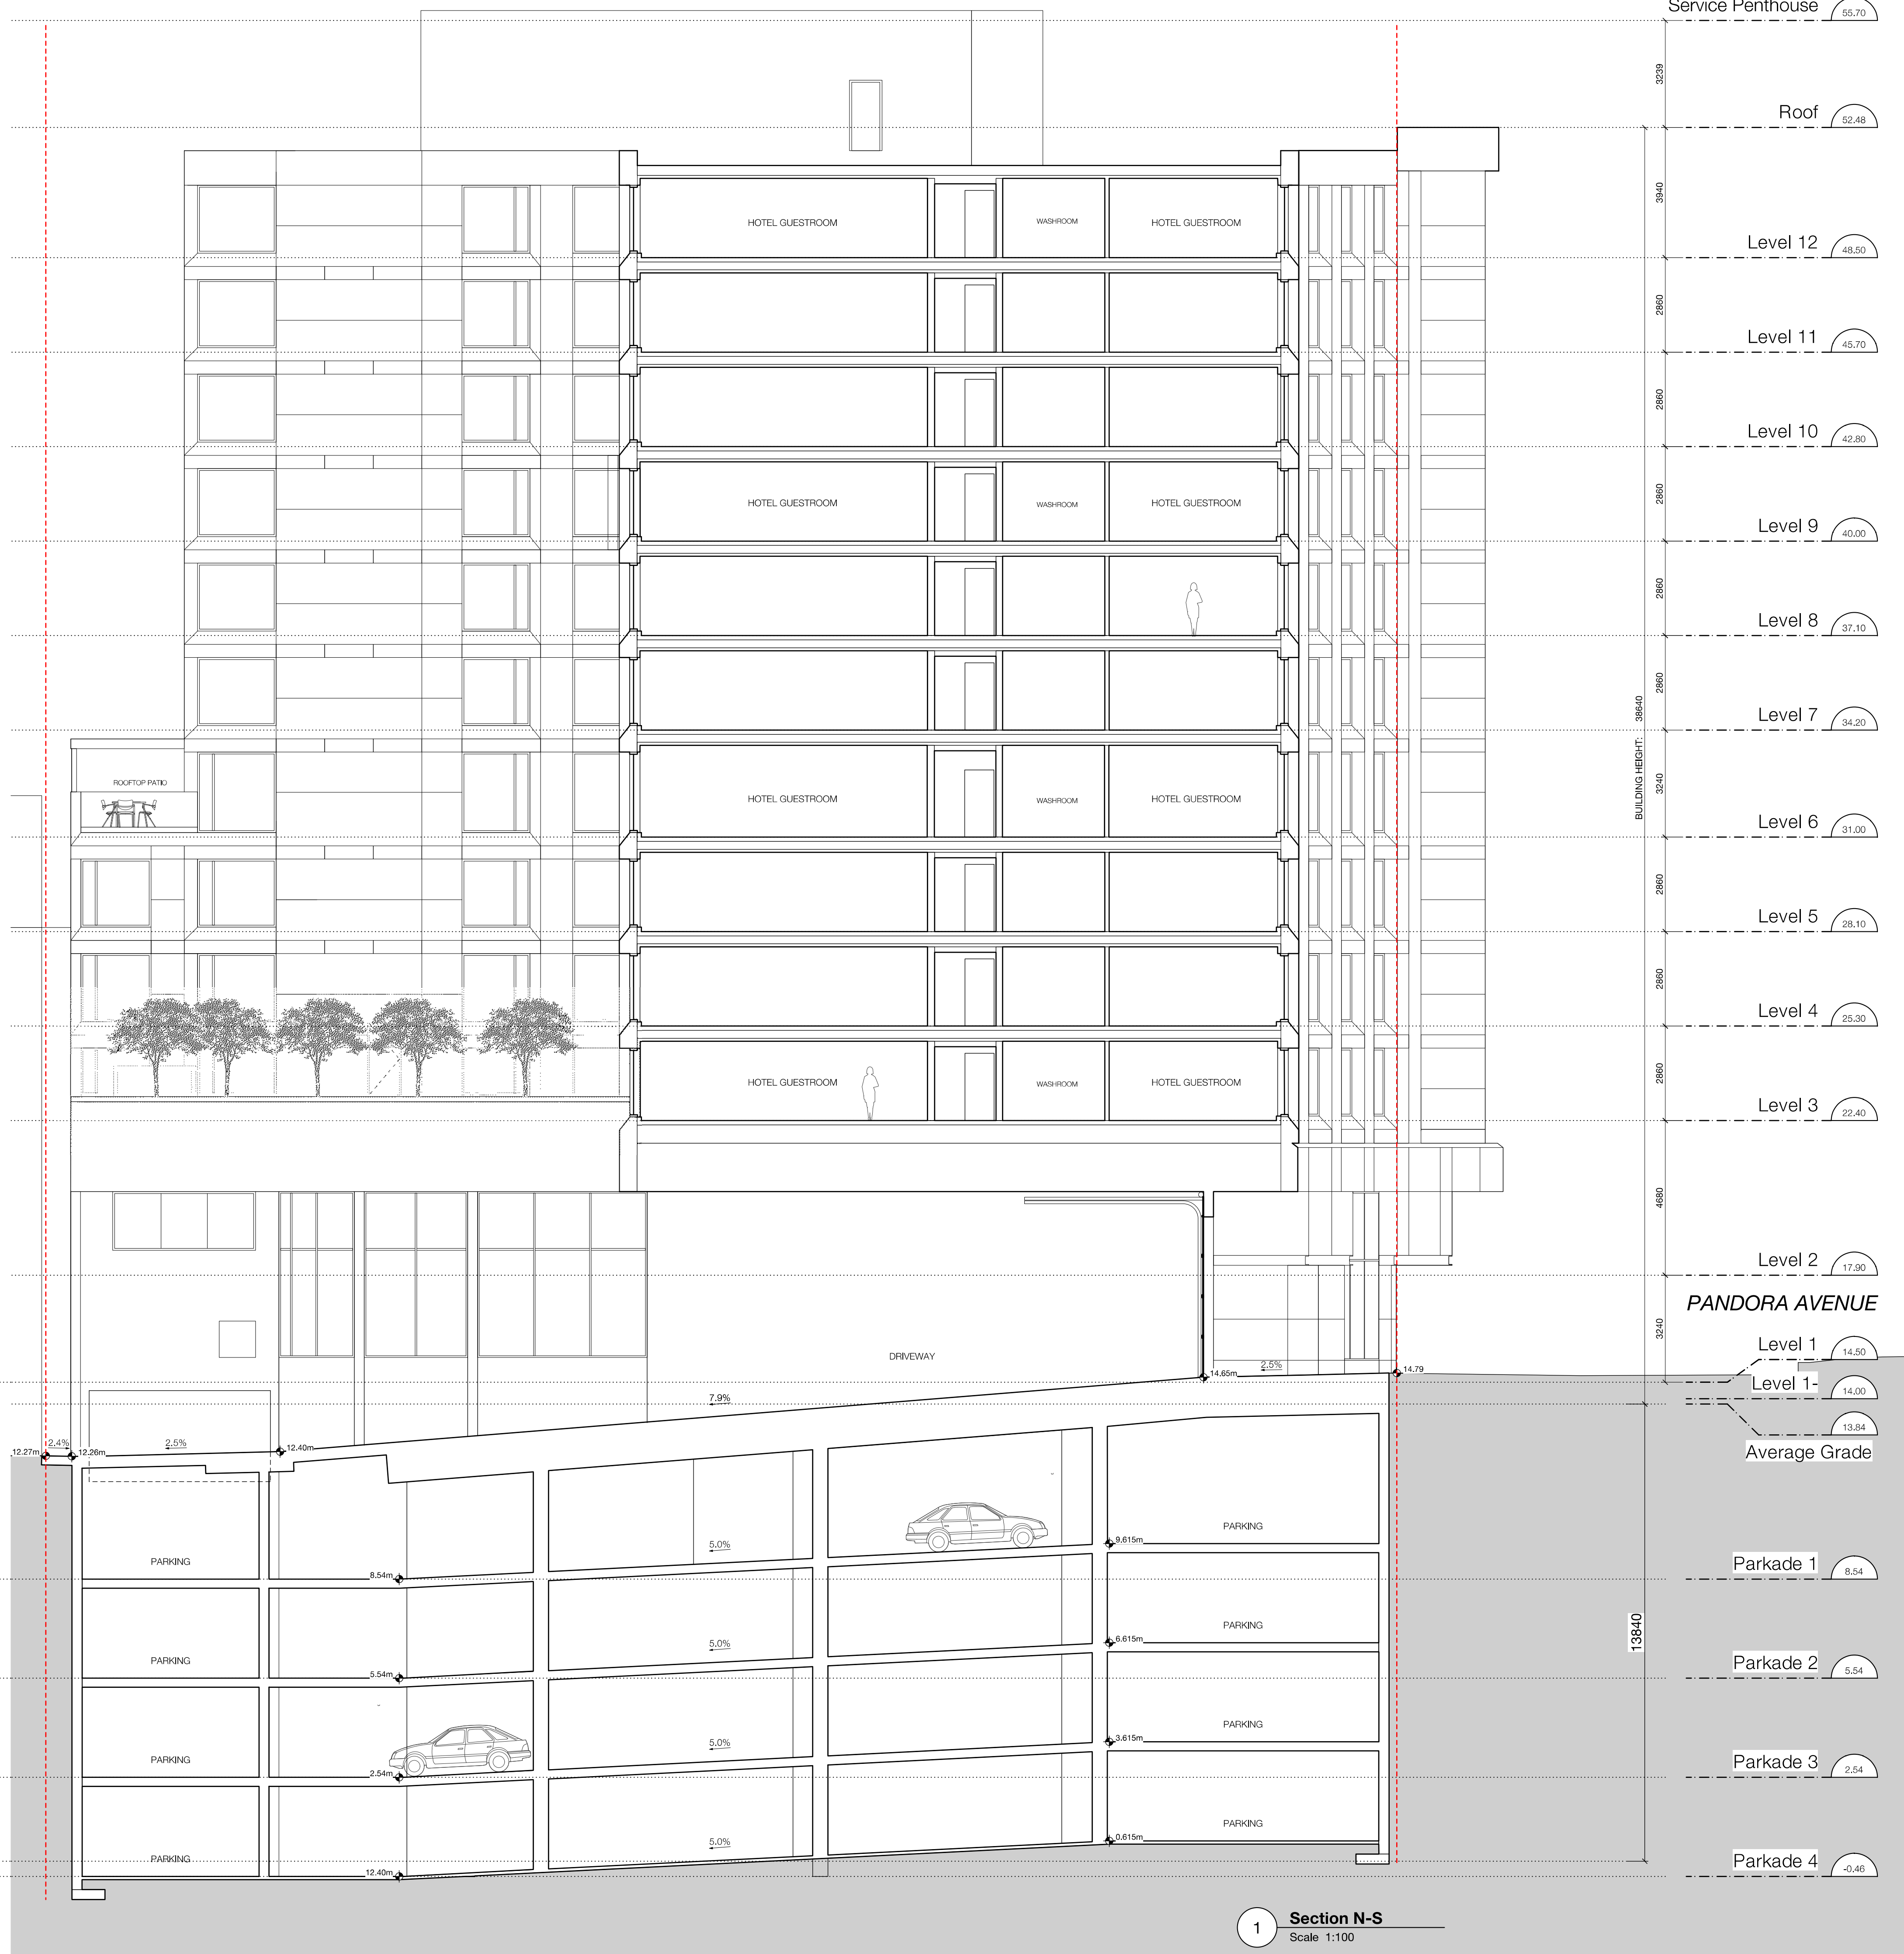 Service Penthouse 55.70
3239
Roof 52.48
3940
HOTEL GUESTROOM WASHROOM HOTEL GUESTROOM
Level 12 48.50
2860
Level 11 45.70
2860
Level 10 42.80
2860
HOTEL GUESTROOM WASHROOM HOTEL GUESTROOM
Level 9 40.00
2860
Level 8 37.10
2860
Level 7 34.20
BUILDING HEIGHT: 38640
3240
ROOFTOP PATIO
HOTEL GUESTROOM WASHROOM HOTEL GUESTROOM
Level 6 31.00
2860
Level 5 28.10
2860
Level 4 25.30
2860
HOTEL GUESTROOM WASHROOM HOTEL GUESTROOM
Level 3 22.40
4680
Level 2 17.90
PANDORA AVENUE
3240
Level 1 14.50
DRIVEWAY
14.65m 2.5% 14.79
Level 1- 14.00
7.9%
13.84
Average Grade
12.27m 2.4% 12.26m 2.5% 12.40m
PARKING 5.0% 9.615m PARKING
8.54m
Parkade 1 8.54
13840
PARKING 5.0% 6.615m PARKING
5.54m
Parkade 2 5.54
PARKING 5.0% 3.615m PARKING
2.54m
Parkade 3 2.54
PARKING 5.0% 0.615m PARKING
12.40m
Parkade 4 -0.46
1 Section N-S
Scale 1:100